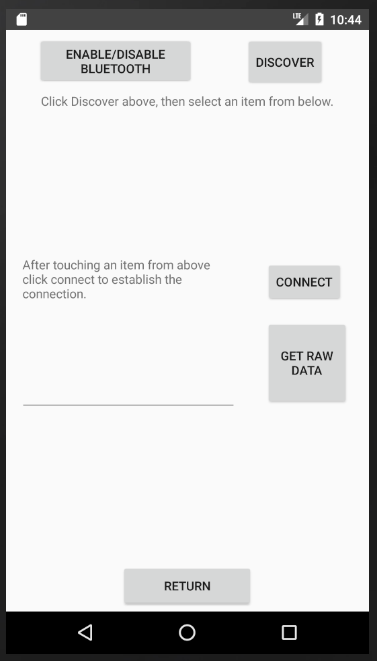 LTE 10:44
ENABLE/DISABLE
BLUETOOTH
DISCOVER
Click Discover above, then select an item from below.
After touching an item from above
click connect to establish the
connection.
CONNECT
GET RAW
DATA
RETURN